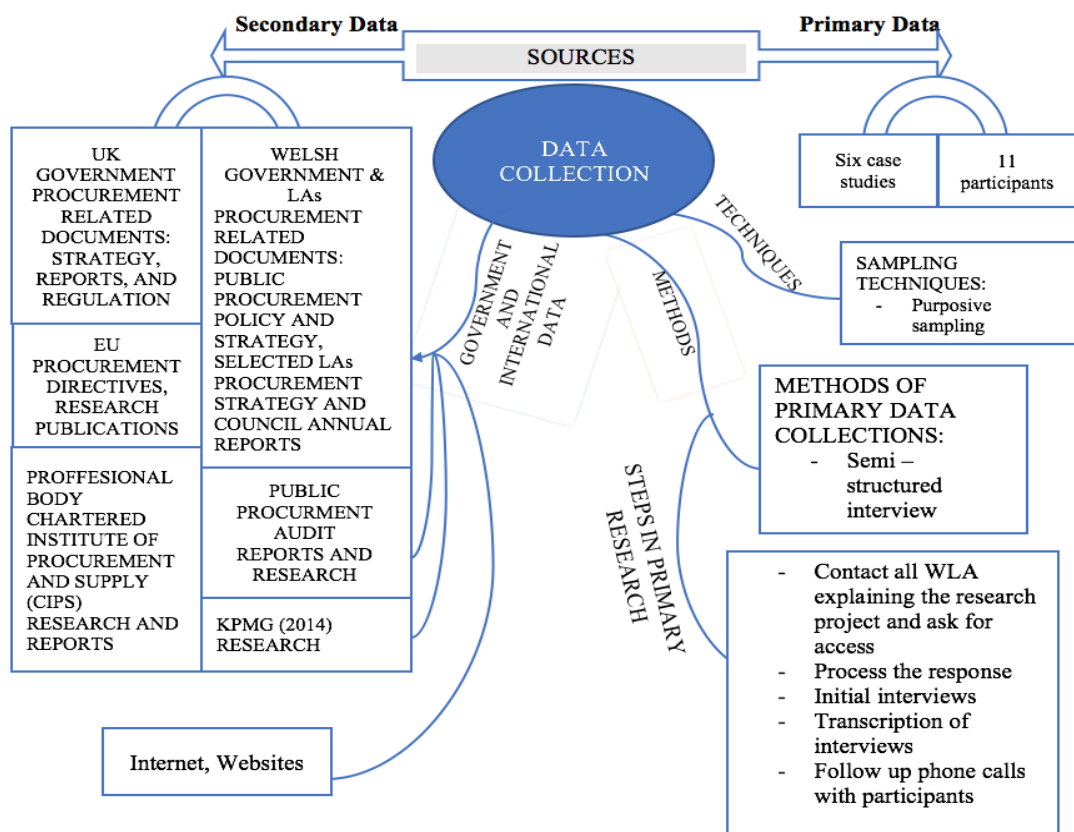 Secondary Data
Primary Data
SOURCES
DATA
COLLECTION
UK
GOVERNMENT
PROCUREMENT
RELATED
DOCUMENTS:
STRATEGY,
REPORTS, AND
REGULATION
WELSH
GOVERNMENT &
LAs
PROCUREMENT
RELATED
DOCUMENTS:
PUBLIC
PROCUREMENT
POLICY AND
STRATEGY,
SELECTED LAs
PROCUREMENT
STRATEGY AND
COUNCIL ANNUAL
REPORTS
EU
PROCUREMENT
DIRECTIVES,
RESEARCH
PUBLICATIONS
PROFFESIONAL
BODY
CHARTERED
INSTITUTE OF
PROCUREMENT
AND SUPPLY
(CIPS)
RESEARCH AND
REPORTS
PUBLIC
PROCURMENT
AUDIT
REPORTS AND
RESEARCH
KPMG (2014)
RESEARCH
Internet, Websites
GOVERNMENT
AND
INTERNATIONAL
DATA
METHODS
TECHNIQUES
STEPS IN PRIMARY
RESEARCH
Six case
studies
11
participants
SAMPLING
TECHNIQUES:
- Purposive
sampling
METHODS OF
PRIMARY DATA
COLLECTIONS:
- Semi –
structured
interview
- Contact all WLA
explaining the research
project and ask for
access
- Process the response
- Initial interviews
- Transcription of
interviews
- Follow up phone calls
with participants